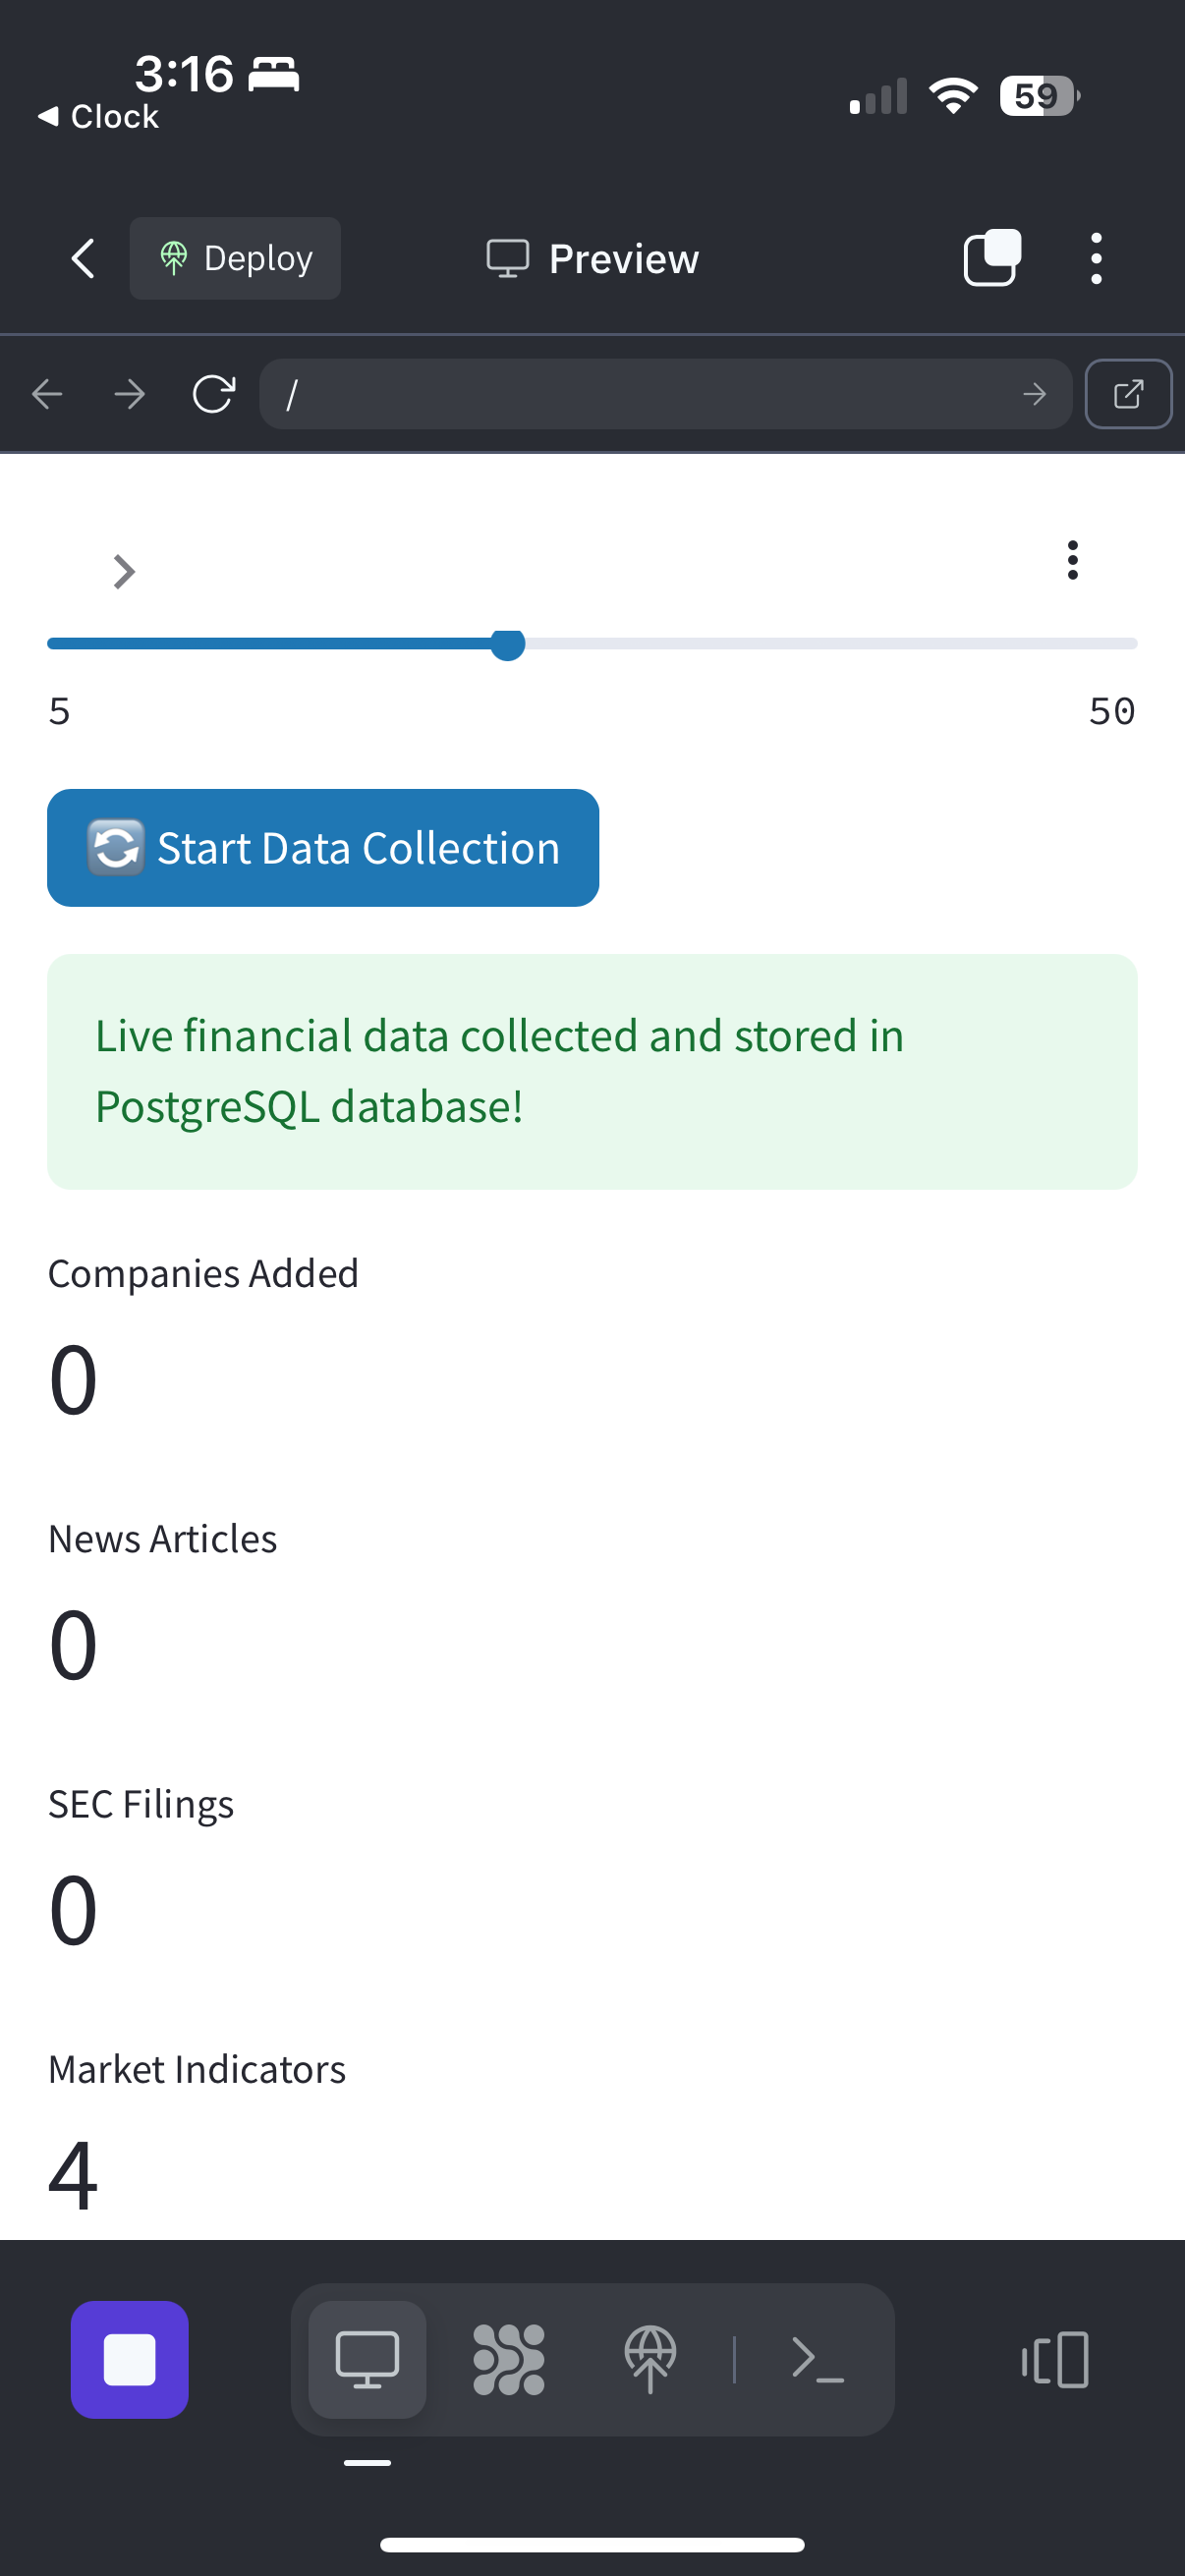 3:16
Clock
59
Deploy
Preview
/
5
50
Start Data Collection
Live financial data collected and stored in
PostgreSQL database!
Companies Added
0
News Articles
0
SEC Filings
0
Market Indicators
4